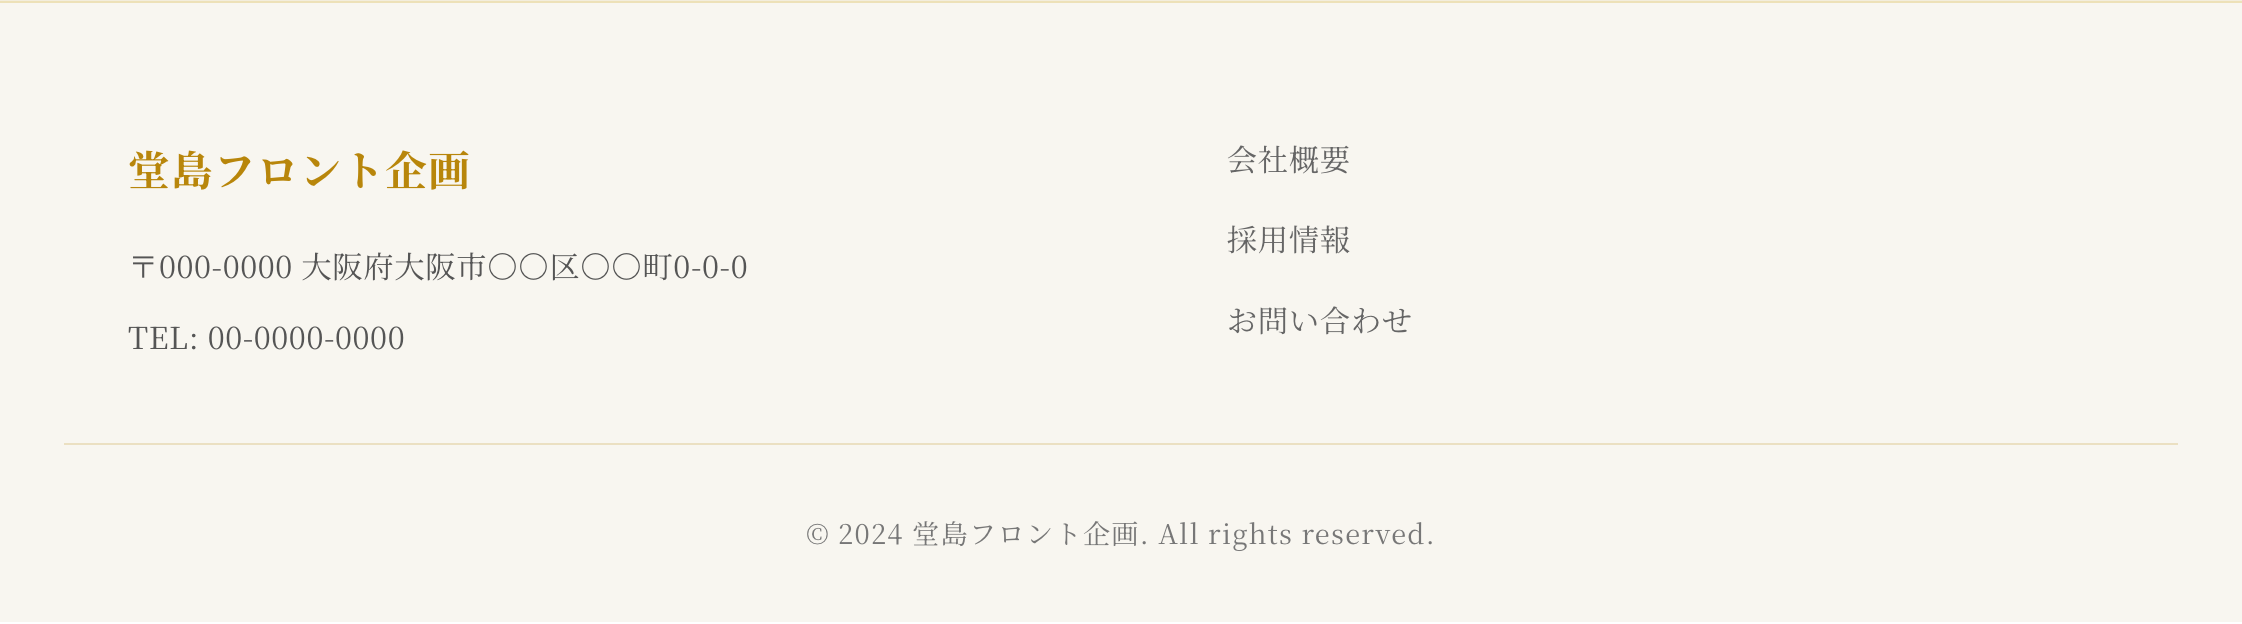 堂島フロント企画
〒000-0000 大阪府大阪市〇〇区〇〇町0-0-0
TEL: 00-0000-0000
会社概要
採用情報
お問い合わせ
© 2024 堂島フロント企画. All rights reserved.